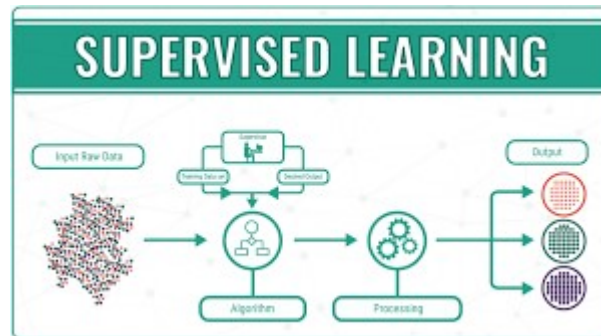 SUPERVISED LEARNING
Supervisor
Input Raw Data
Training Data set
Desired Output
Output
Algorithm
Processing